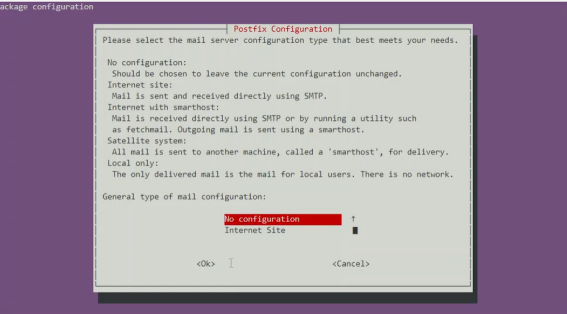 ackage configuration
Postfix Configuration
Please select the mail server configuration type that best meets your needs.
No configuration:
Should be chosen to leave the current configuration unchanged.
Internet site:
Mail is sent and received directly using SMTP.
Internet with smarthost:
Mail is received directly using SMTP or by running a utility such
as fetchmail. Outgoing mail is sent using a smarthost.
Satellite system:
All mail is sent to another machine, called a 'smarthost', for delivery.
Local only:
The only delivered mail is the mail for local users. There is no network.
General type of mail configuration:
No configuration ↑
Internet Site
<Ok> <Cancel>